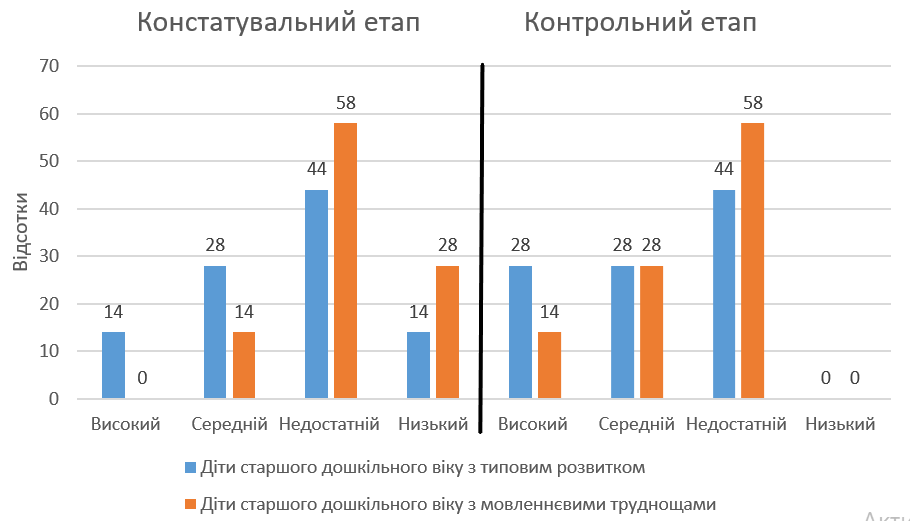 Констатувальний етап
Контрольний етап
Відсотки
70
60
50
40
30
20
10
0
14
0
28
14
44
58
14
28
28
14
28
28
44
58
0
0
Високий
Середній
Недостатній
Низький
Високий
Середній
Недостатній
Низький
Діти старшого дошкільного віку з типовим розвитком
Діти старшого дошкільного віку з мовленнєвими труднощами